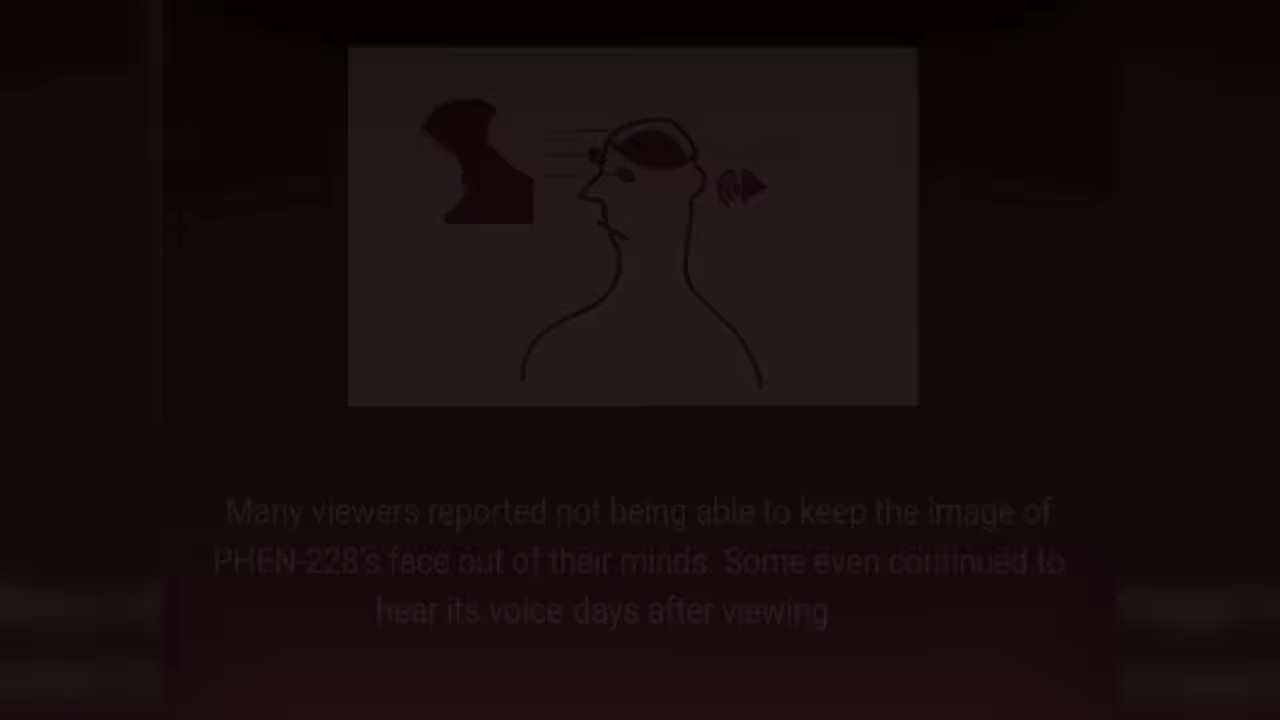 Many viewers reported not being able to keep the image of
PHEN-228's face out of their minds. Some even continued to
hear its voice days after viewing